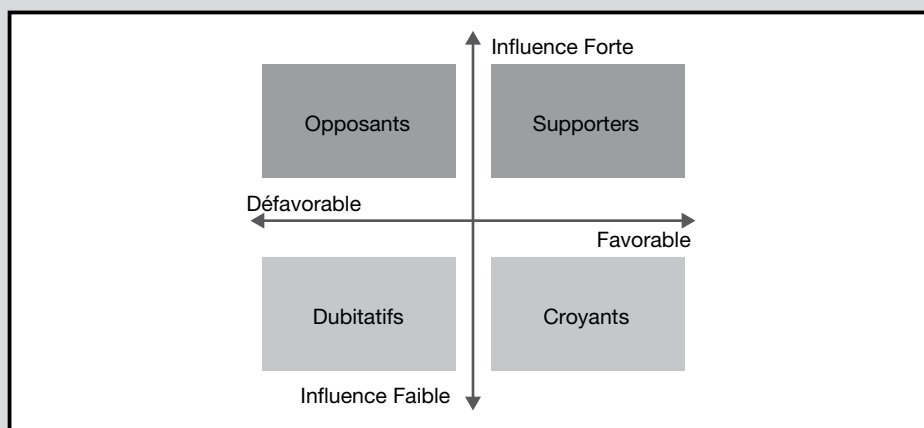 Influence Forte
Opposants
Supporters
Défavorable
Favorable
Dubitatifs
Croyants
Influence Faible